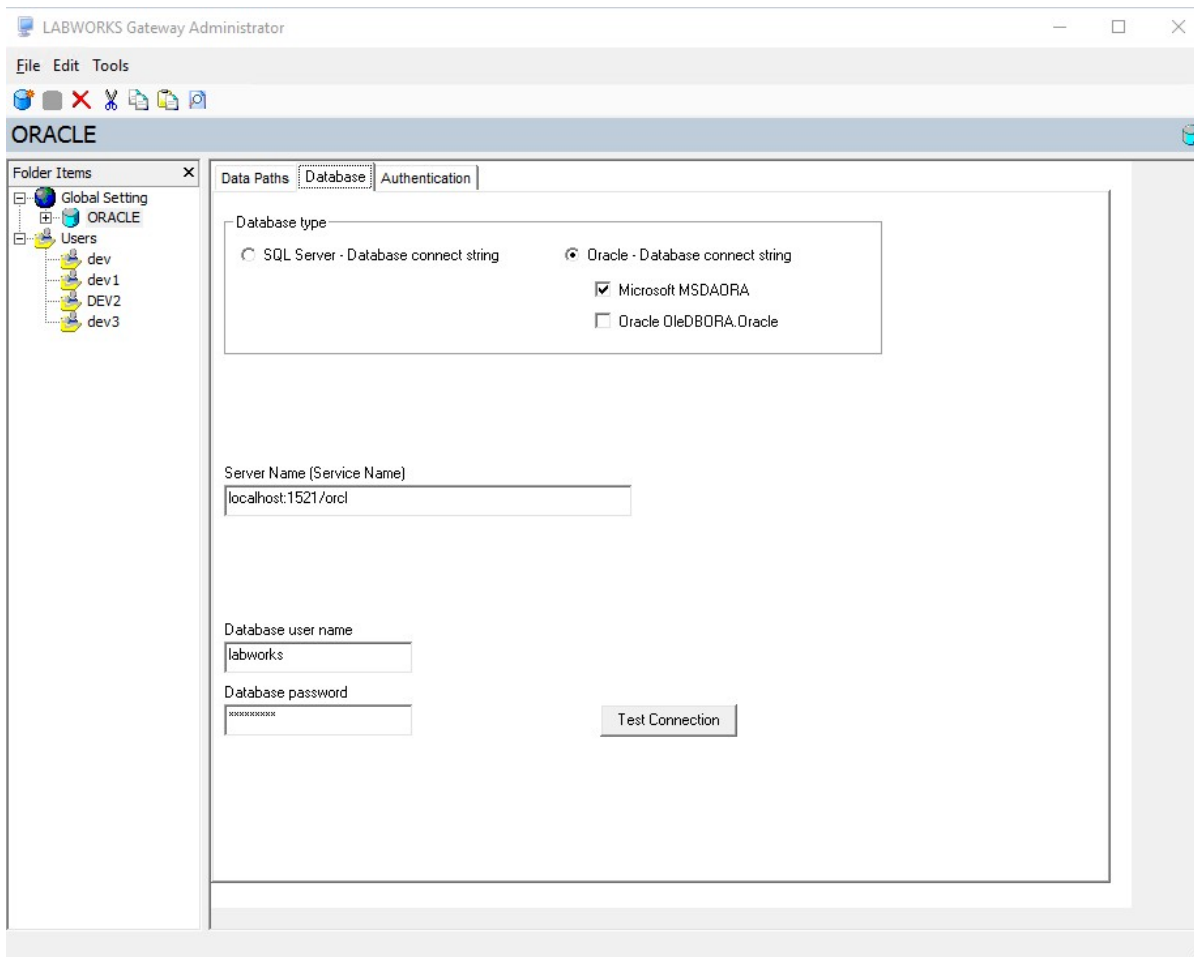 LABWORKS Gateway Administrator
File Edit Tools
ORACLE
Folder Items
Global Setting
ORACLE
Users
dev
dev1
DEV2
dev3
Data Paths Database Authentication
Database type
SQL Server - Database connect string Oracle - Database connect string
Microsoft MSDAORA
Oracle OleDBORA.Oracle
Server Name (Service Name)
localhost:1521/orcl
Database user name
labworks
Database password
×××××××××
Test Connection